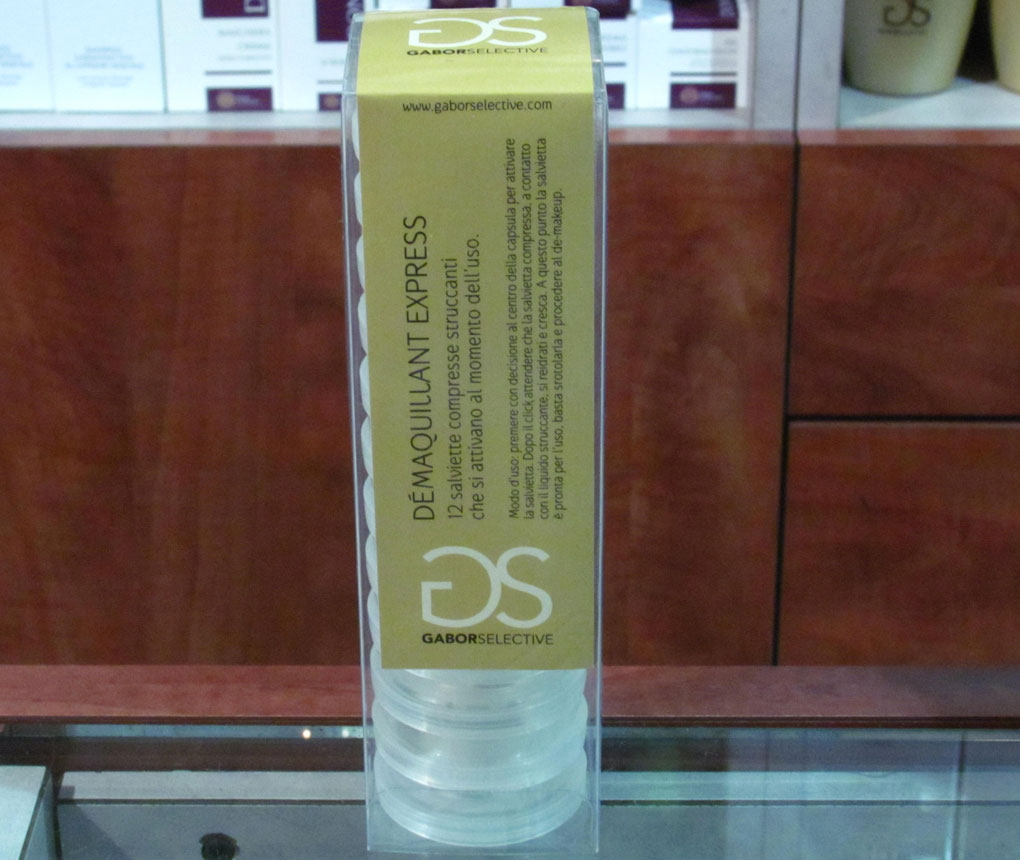 GS
GABORSELECTIVE
www.gaborselective.com
DÉMAQUILLANT EXPRESS
12 salviette compresse struccanti
che si attivano al momento dell'uso.
Modo d'uso: premere con decisione al centro della capsula per attivare
la salvietta. Dopo il click attendere che la salvietta compressa, a contatto
con il liquido struccante, si reidrati e cresca. A questo punto la salvietta
è pronta per l'uso, basta srotolarla e procedere al de-makeup.
GS
GABORSELECTIVE
GS